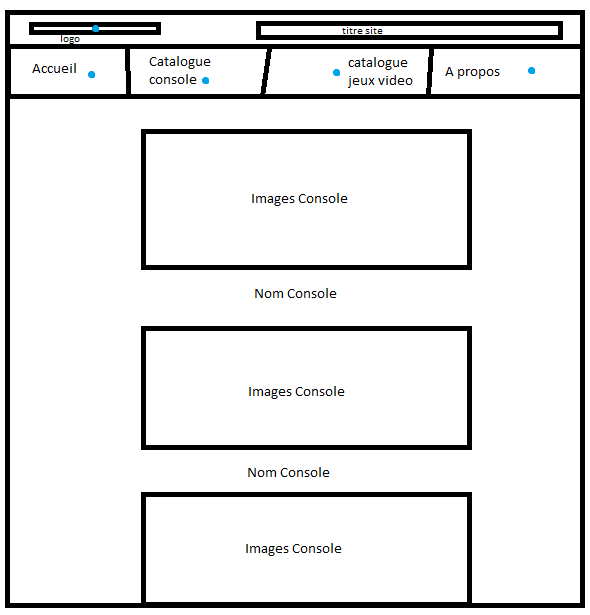 titre site
logo
Accueil
Catalogue
console
catalogue
jeux video
A propos
Images Console
Nom Console
Images Console
Nom Console
Images Console